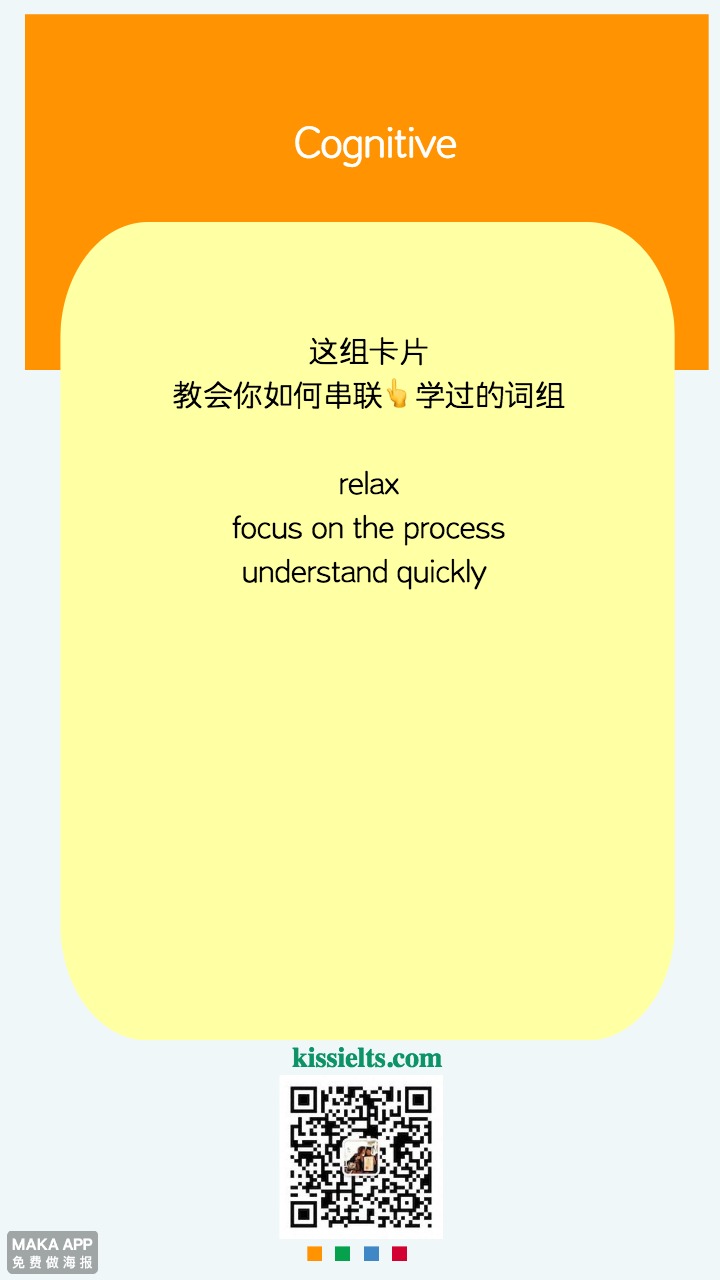 Cognitive
这组卡片
教会你如何串联👆学过的词组
relax
focus on the process
understand quickly
kissielts.com
MAKA APP
免费做海报